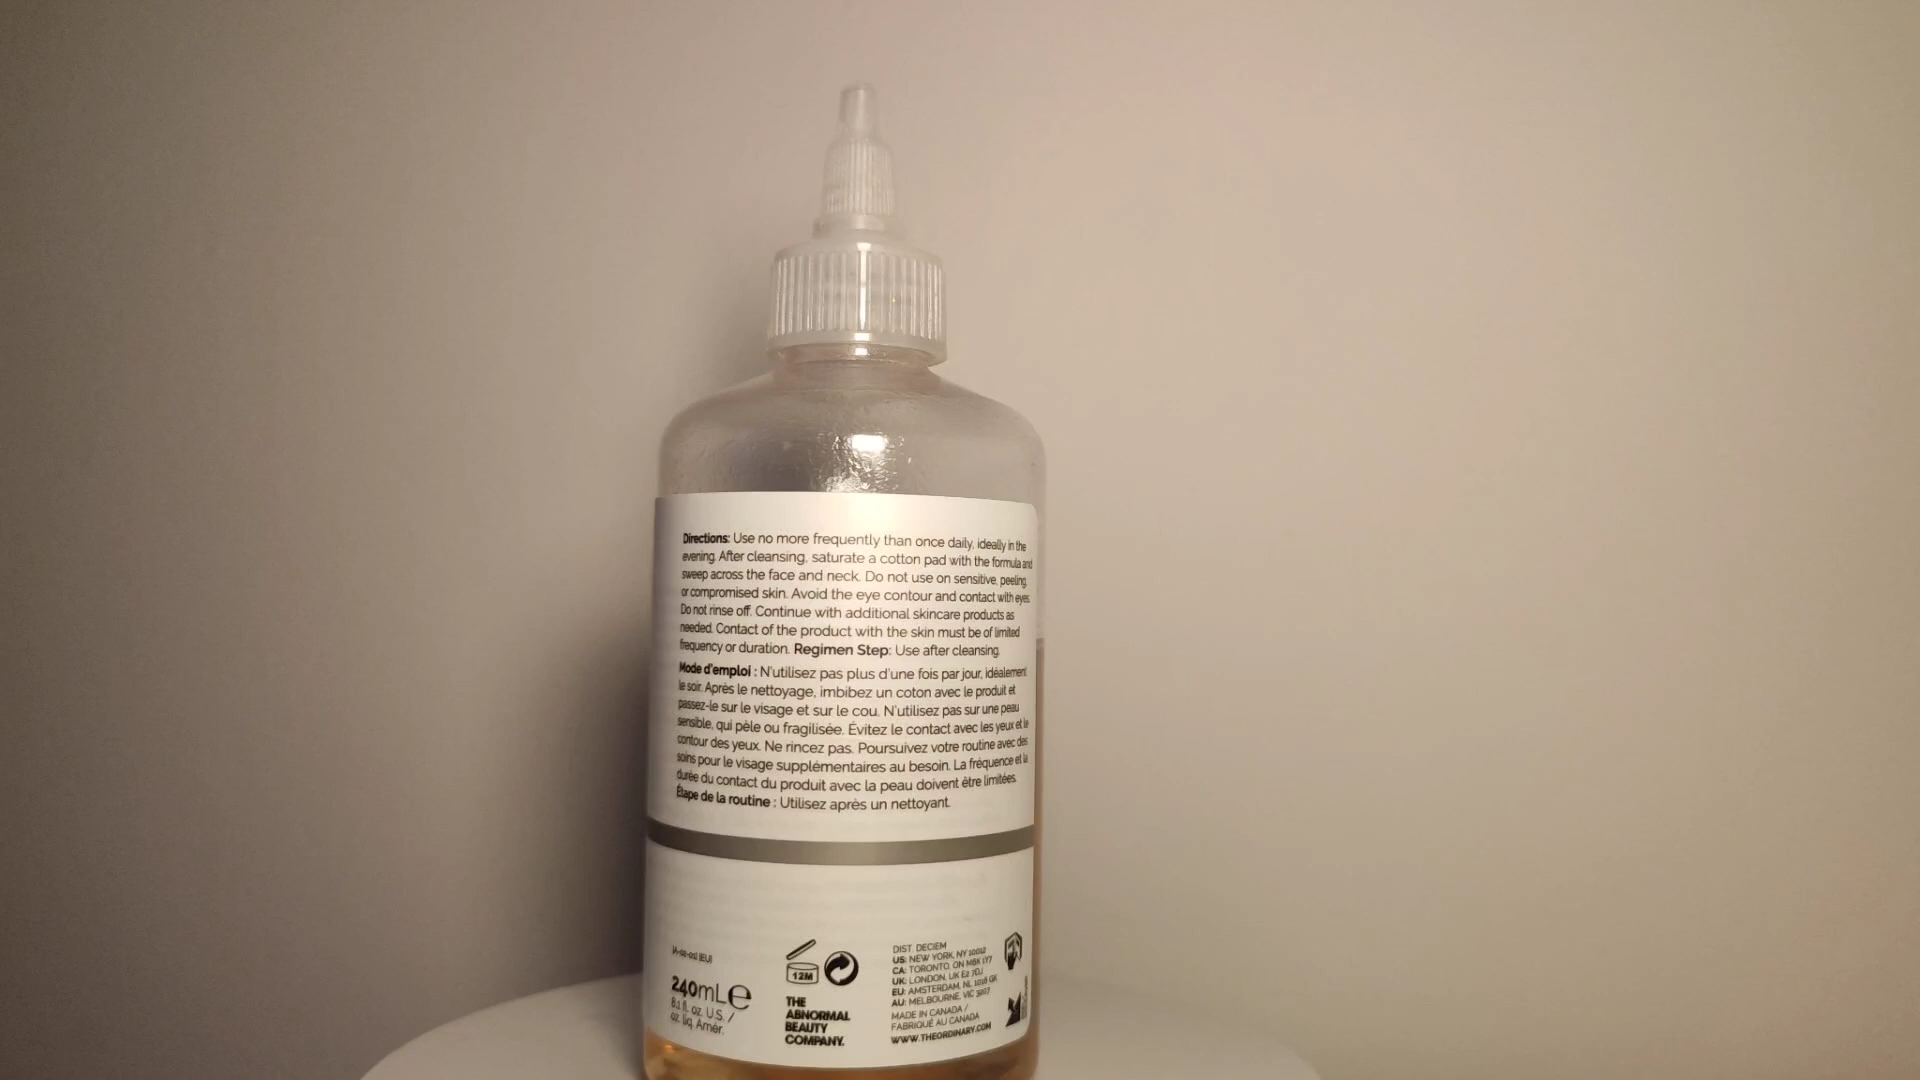 Directions: Use no more frequently than once daily, ideally in the
evening. After cleansing, saturate a cotton pad with the formula and
sweep across the face and neck. Do not use on sensitive, peeling,
or compromised skin. Avoid the eye contour and contact with eyes.
Do not rinse off. Continue with additional skincare products as
needed. Contact of the product with the skin must be of limited
frequency or duration. Regimen Step: Use after cleansing.
Mode d'emploi : N'utilisez pas plus d'une fois par jour, idéalement
le soir. Après le nettoyage, imbibez un coton avec le produit et
passez-le sur le visage et sur le cou. N'utilisez pas sur une peau
sensible, qui pèle ou fragilisée. Évitez le contact avec les yeux et le
contour des yeux. Ne rincez pas. Poursuivez votre routine avec des
soins pour le visage supplémentaires au besoin. La fréquence et la
durée du contact du produit avec la peau doivent être limitées.
Étape de la routine : Utilisez après un nettoyant.
240mL e
8.1 fl. oz. U.S. /
oz. liq. Amér.
12M
THE
ABNORMAL
BEAUTY
COMPANY.
DIST. DECIEM
US: NEW YORK, NY 10012
CA: TORONTO, ON M6K 1Y7
UK: LONDON, UK E2 7DJ
EU: AMSTERDAM, NL 1016 GK
AU: MELBOURNE, VIC 3207
MADE IN CANADA /
FABRIQUÉ AU CANADA
WWW.THEORDINARY.COM